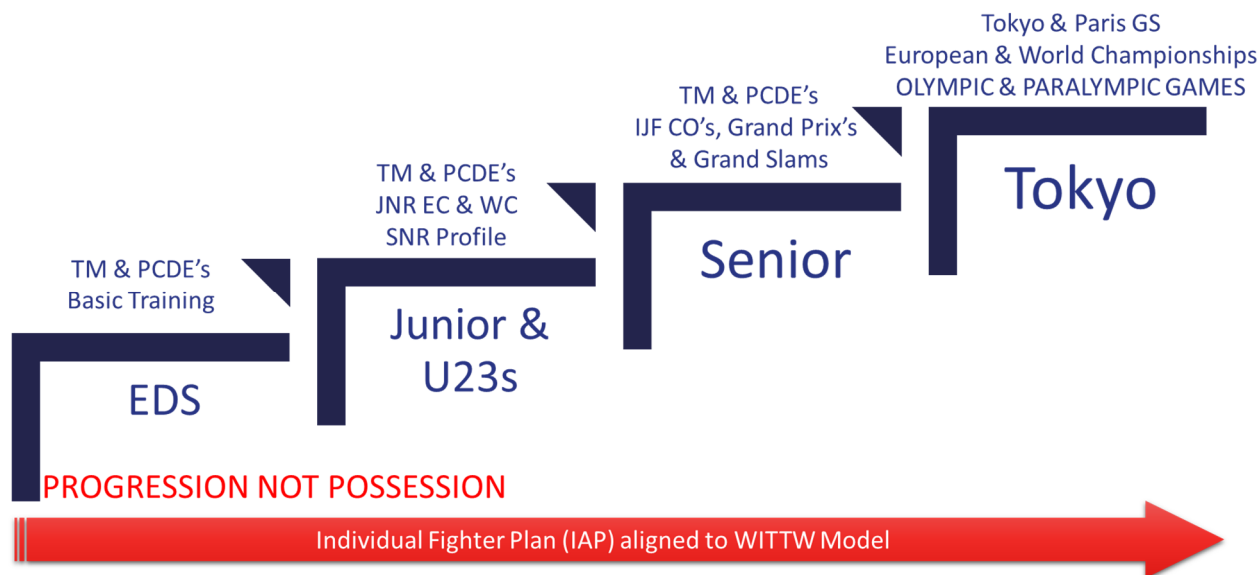 Tokyo & Paris GS
European & World Championships
OLYMPIC & PARALYMPIC GAMES
Tokyo
TM & PCDE’s
IJF CO’s, Grand Prix’s
& Grand Slams
Senior
TM & PCDE’s
JNR EC & WC
SNR Profile
Junior &
U23s
TM & PCDE’s
Basic Training
EDS
PROGRESSION NOT POSSESSION
Individual Fighter Plan (IAP) aligned to WITTW Model